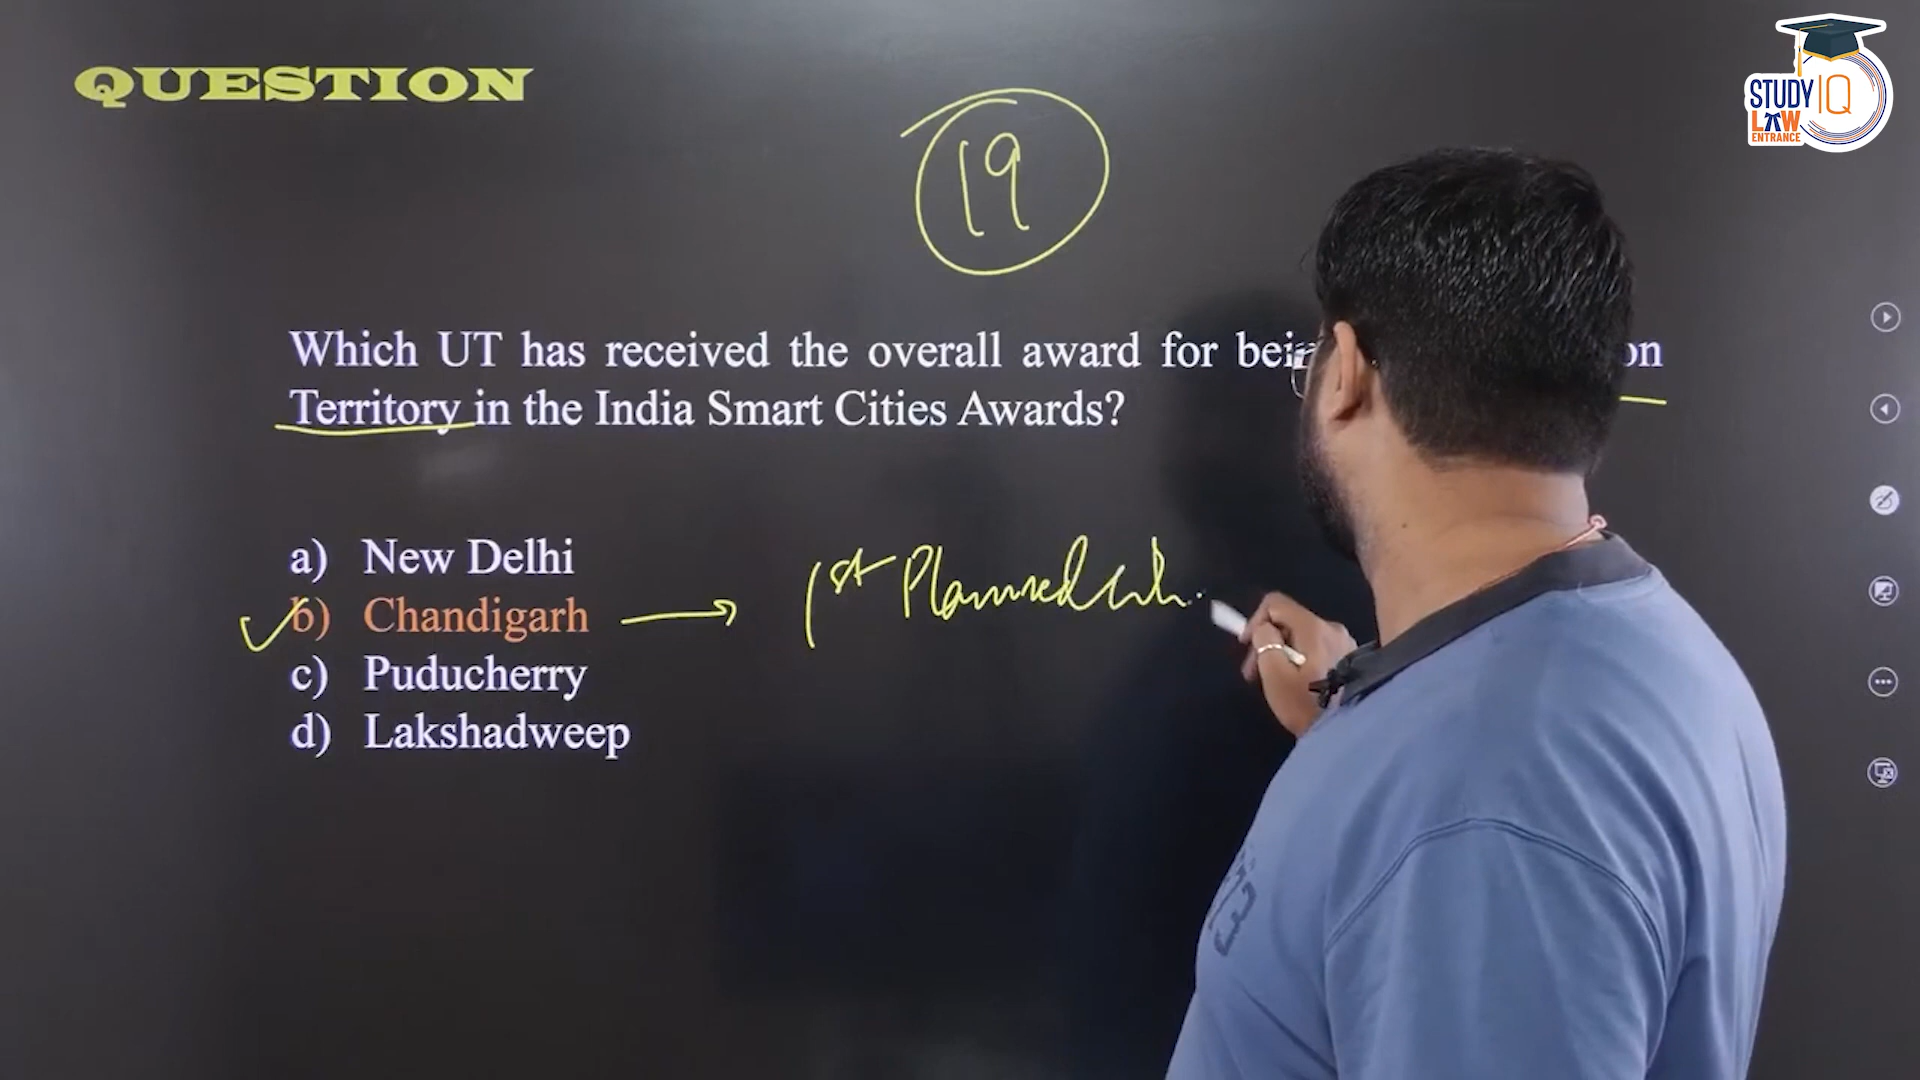 QUESTION
STUDY IQ
LAW
ENTRANCE
19
Which UT has received the overall award for bei on
Territory in the India Smart Cities Awards?
a) New Delhi
b) Chandigarh
1st Planned
c) Puducherry
d) Lakshadweep